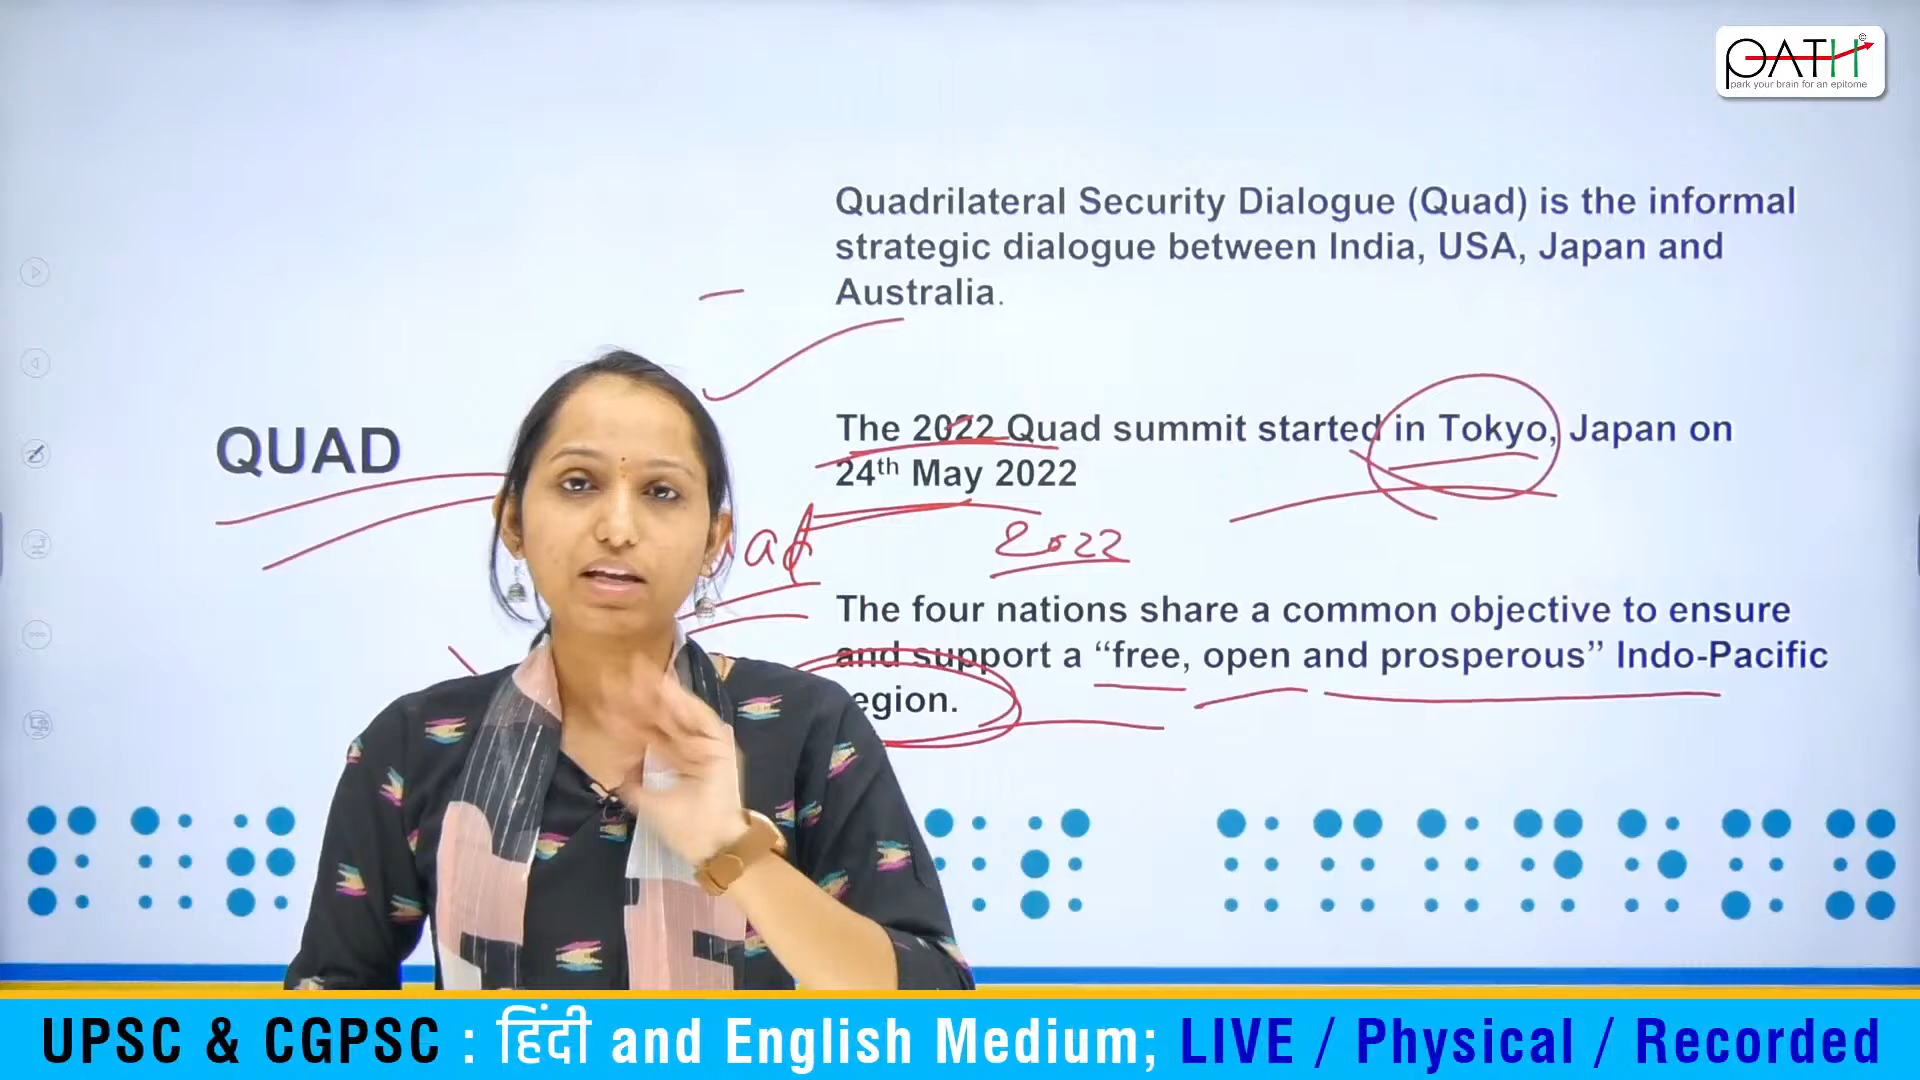 PATH ©
park your brain for an epitome
Quadrilateral Security Dialogue (Quad) is the informal
strategic dialogue between India, USA, Japan and
Australia.
QUAD
The 2022 Quad summit started in Tokyo, Japan on
24th May 2022
2022
The four nations share a common objective to ensure
and support a “free, open and prosperous” Indo-Pacific
egion.
UPSC & CGPSC : हिंदी and English Medium; LIVE / Physical / Recorded